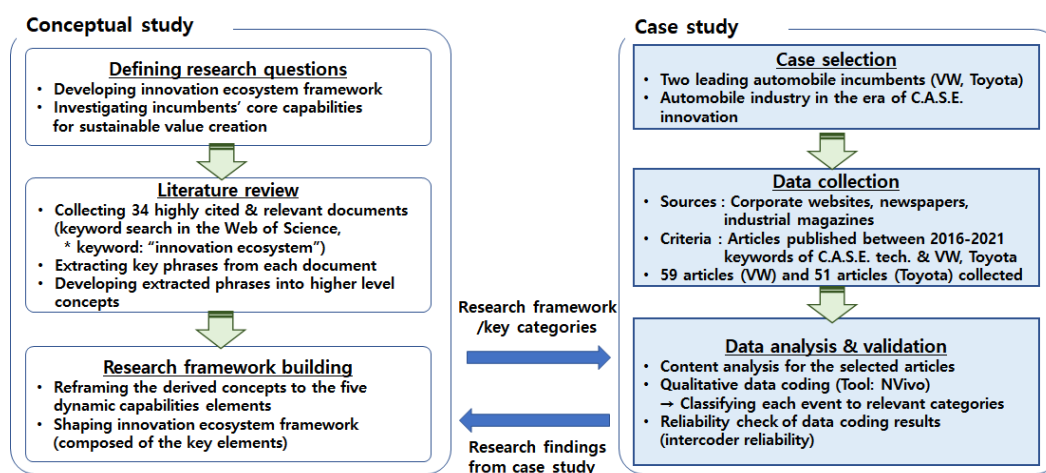 Conceptual study
Defining research questions
• Developing innovation ecosystem framework
• Investigating incumbents' core capabilities
for sustainable value creation
Literature review
• Collecting 34 highly cited & relevant documents
(keyword search in the Web of Science,
* keyword: "innovation ecosystem")
• Extracting key phrases from each document
• Developing extracted phrases into higher level
concepts
Research framework building
• Reframing the derived concepts to the five
dynamic capabilities elements
• Shaping innovation ecosystem framework
(composed of the key elements)
Research framework
/key categories
Research findings
from case study
Case study
Case selection
• Two leading automobile incumbents (VW, Toyota)
• Automobile industry in the era of C.A.S.E.
innovation
Data collection
• Sources : Corporate websites, newspapers,
industrial magazines
• Criteria : Articles published between 2016-2021
keywords of C.A.S.E. tech. & VW, Toyota
• 59 articles (VW) and 51 articles (Toyota) collected
Data analysis & validation
• Content analysis for the selected articles
• Qualitative data coding (Tool: NVivo)
→ Classifying each event to relevant categories
• Reliability check of data coding results
(intercoder reliability)